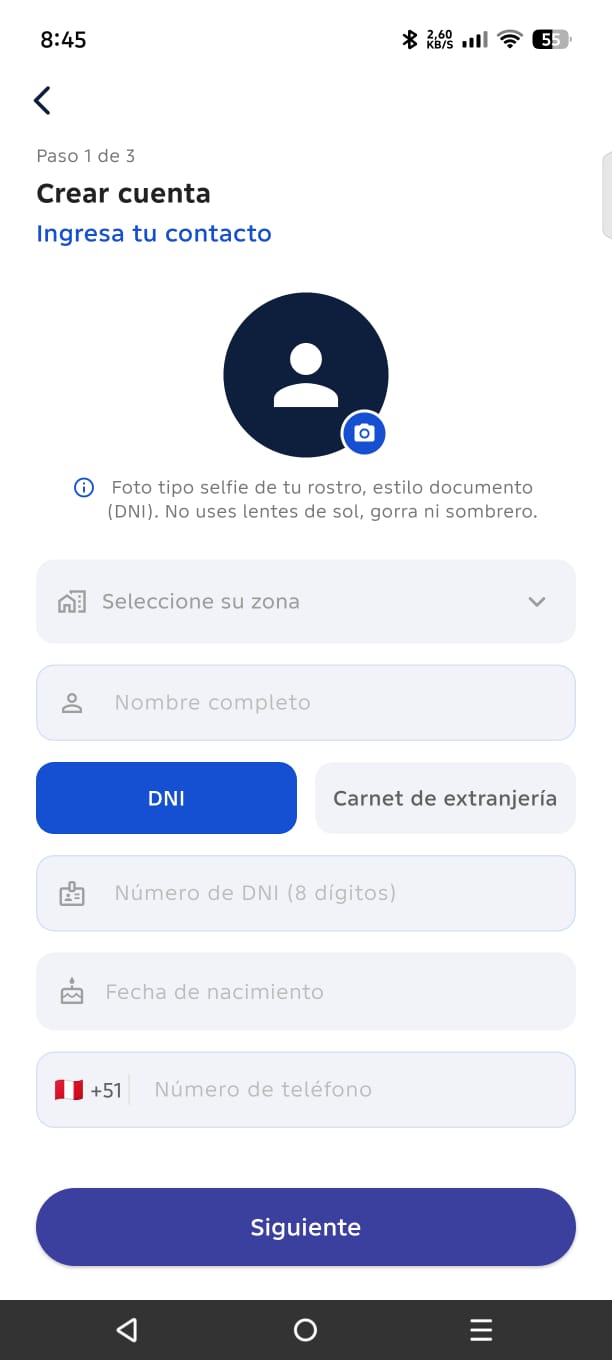 8:45
2,60
KB/S
55
Paso 1 de 3
Crear cuenta
Ingresa tu contacto
Foto tipo selfie de tu rostro, estilo documento
(DNI). No uses lentes de sol, gorra ni sombrero.
Seleccione su zona
Nombre completo
DNI
Carnet de extranjería
Número de DNI (8 dígitos)
Fecha de nacimiento
+51
Número de teléfono
Siguiente